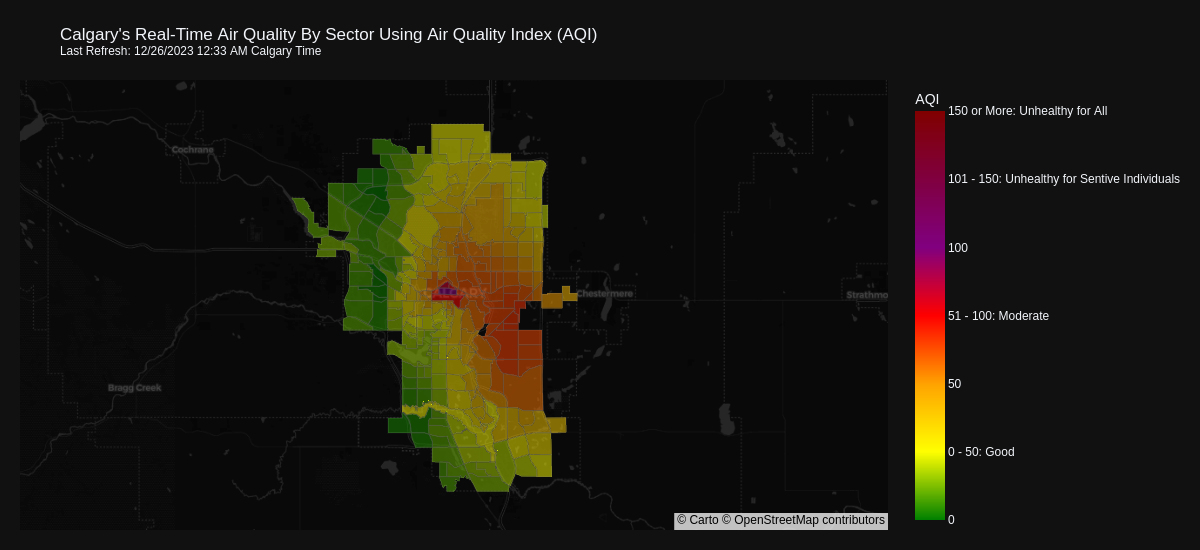 Calgary's Real-Time Air Quality By Sector Using Air Quality Index (AQI)
Last Refresh: 12/26/2023 12:33 AM Calgary Time
AQI
150 or More: Unhealthy for All
Cochrane
101 - 150: Unhealthy for Sentive Individuals
100
CALGARY
Chestermere
Strathmo
51 - 100: Moderate
Bragg Creek
50
0 - 50: Good
0
© Carto © OpenStreetMap contributors